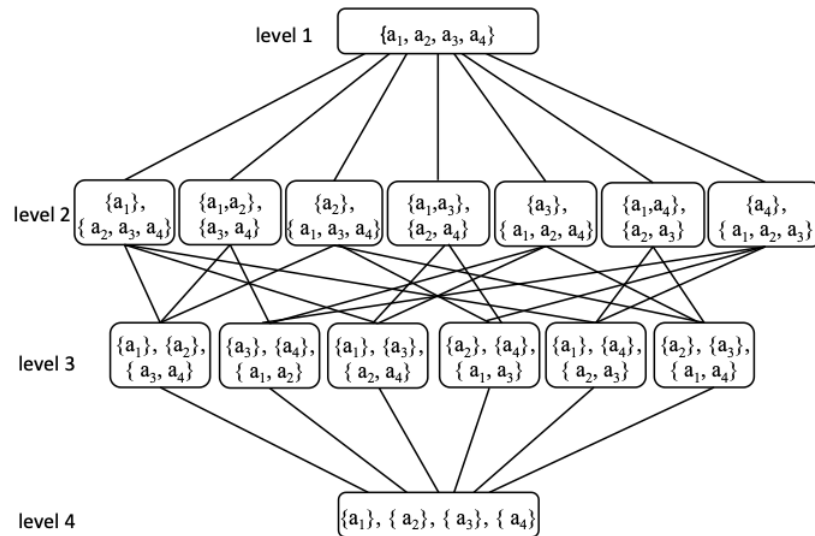 level 1
{a₁, a₂, a₃, a₄}
level 2
{a₁},
{ a₂, a₃, a₄}
{a₁,a₂},
{a₃, a₄}
{a₂},
{ a₁, a₃, a₄}
{a₁,a₃},
{a₂, a₄}
{a₃},
{ a₁, a₂, a₄}
{a₁,a₄},
{a₂, a₃}
{a₄},
{ a₁, a₂, a₃}
level 3
{a₁}, {a₂},
{ a₃, a₄}
{a₃}, {a₄},
{ a₁, a₂}
{a₁}, {a₃},
{ a₂, a₄}
{a₂}, {a₄},
{ a₁, a₃}
{a₁}, {a₄},
{ a₂, a₃}
{a₂}, {a₃},
{ a₁, a₄}
level 4
{a₁}, { a₂}, { a₃}, { a₄}